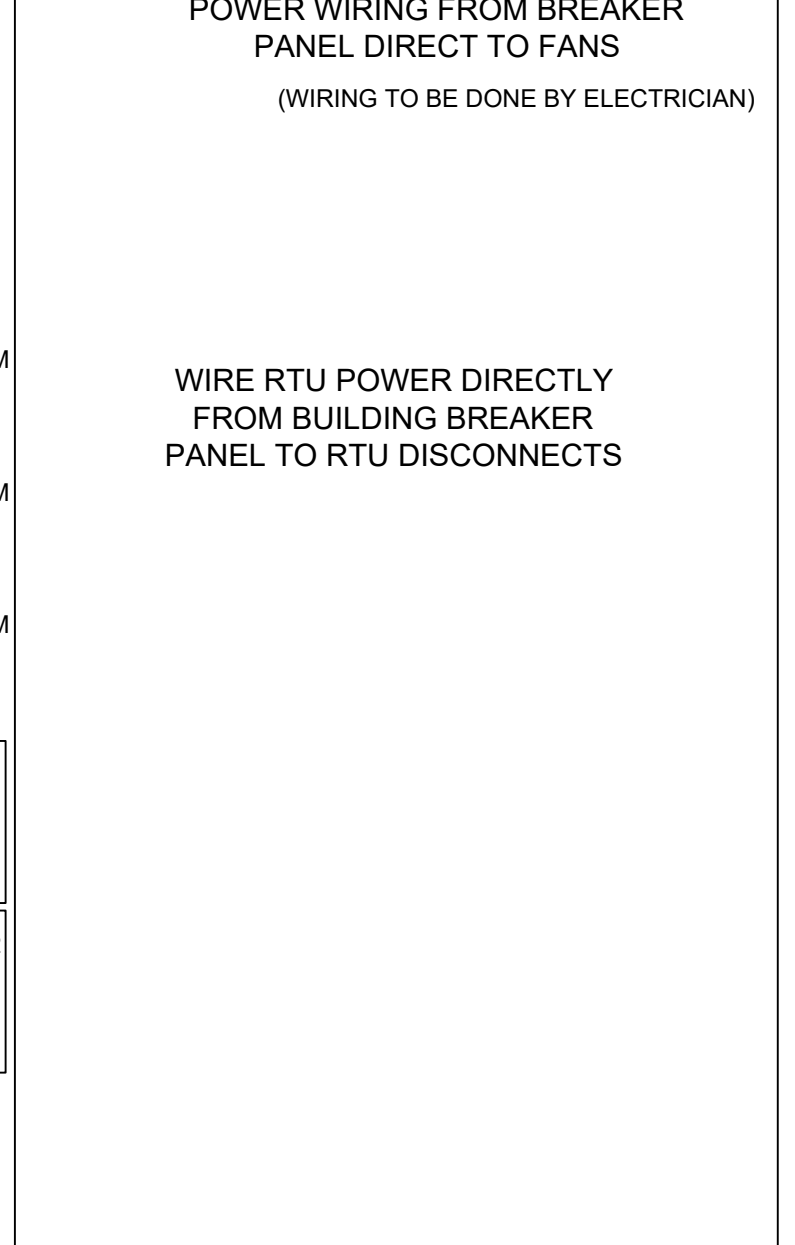 POWER WIRING FROM BREAKER
PANEL DIRECT TO FANS
(WIRING TO BE DONE BY ELECTRICIAN)
M
WIRE RTU POWER DIRECTLY
FROM BUILDING BREAKER
PANEL TO RTU DISCONNECTS
M
M